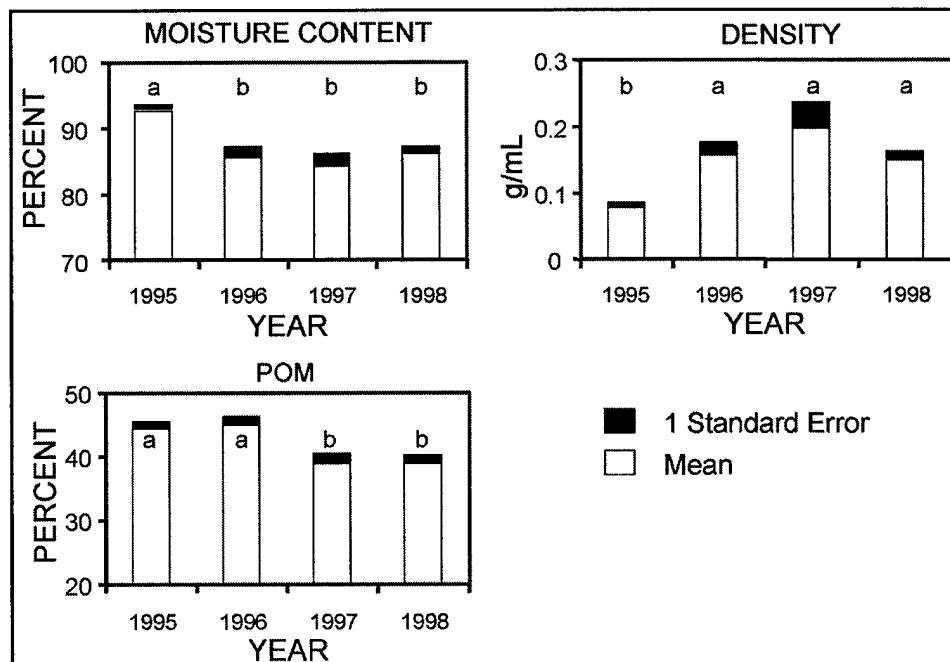 MOISTURE CONTENT
PERCENT
100
90
80
70
a b b b
1995 1996 1997 1998
YEAR
DENSITY
g/mL
0.3
0.2
0.1
0
b a a a
1995 1996 1997 1998
YEAR
POM
PERCENT
50
40
30
20
a a b b
1995 1996 1997 1998
YEAR
1 Standard Error
Mean